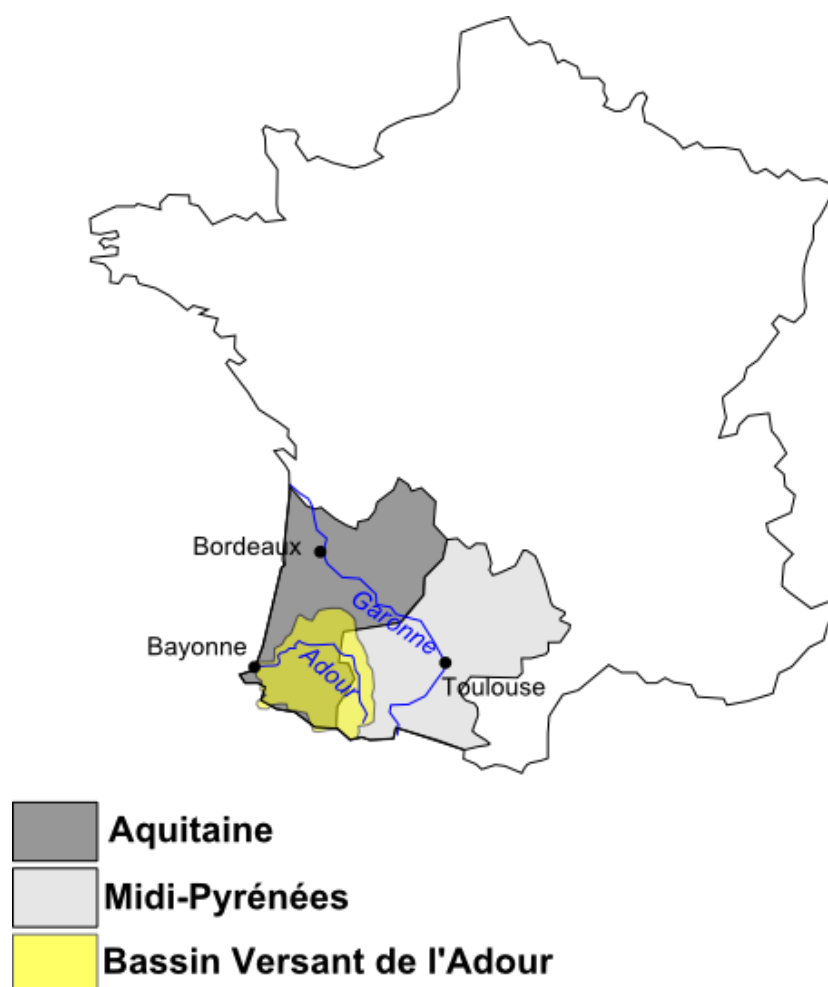 Bordeaux
Garonne
Bayonne
Adour
Toulouse
Aquitaine
Midi-Pyrénées
Bassin Versant de l'Adour